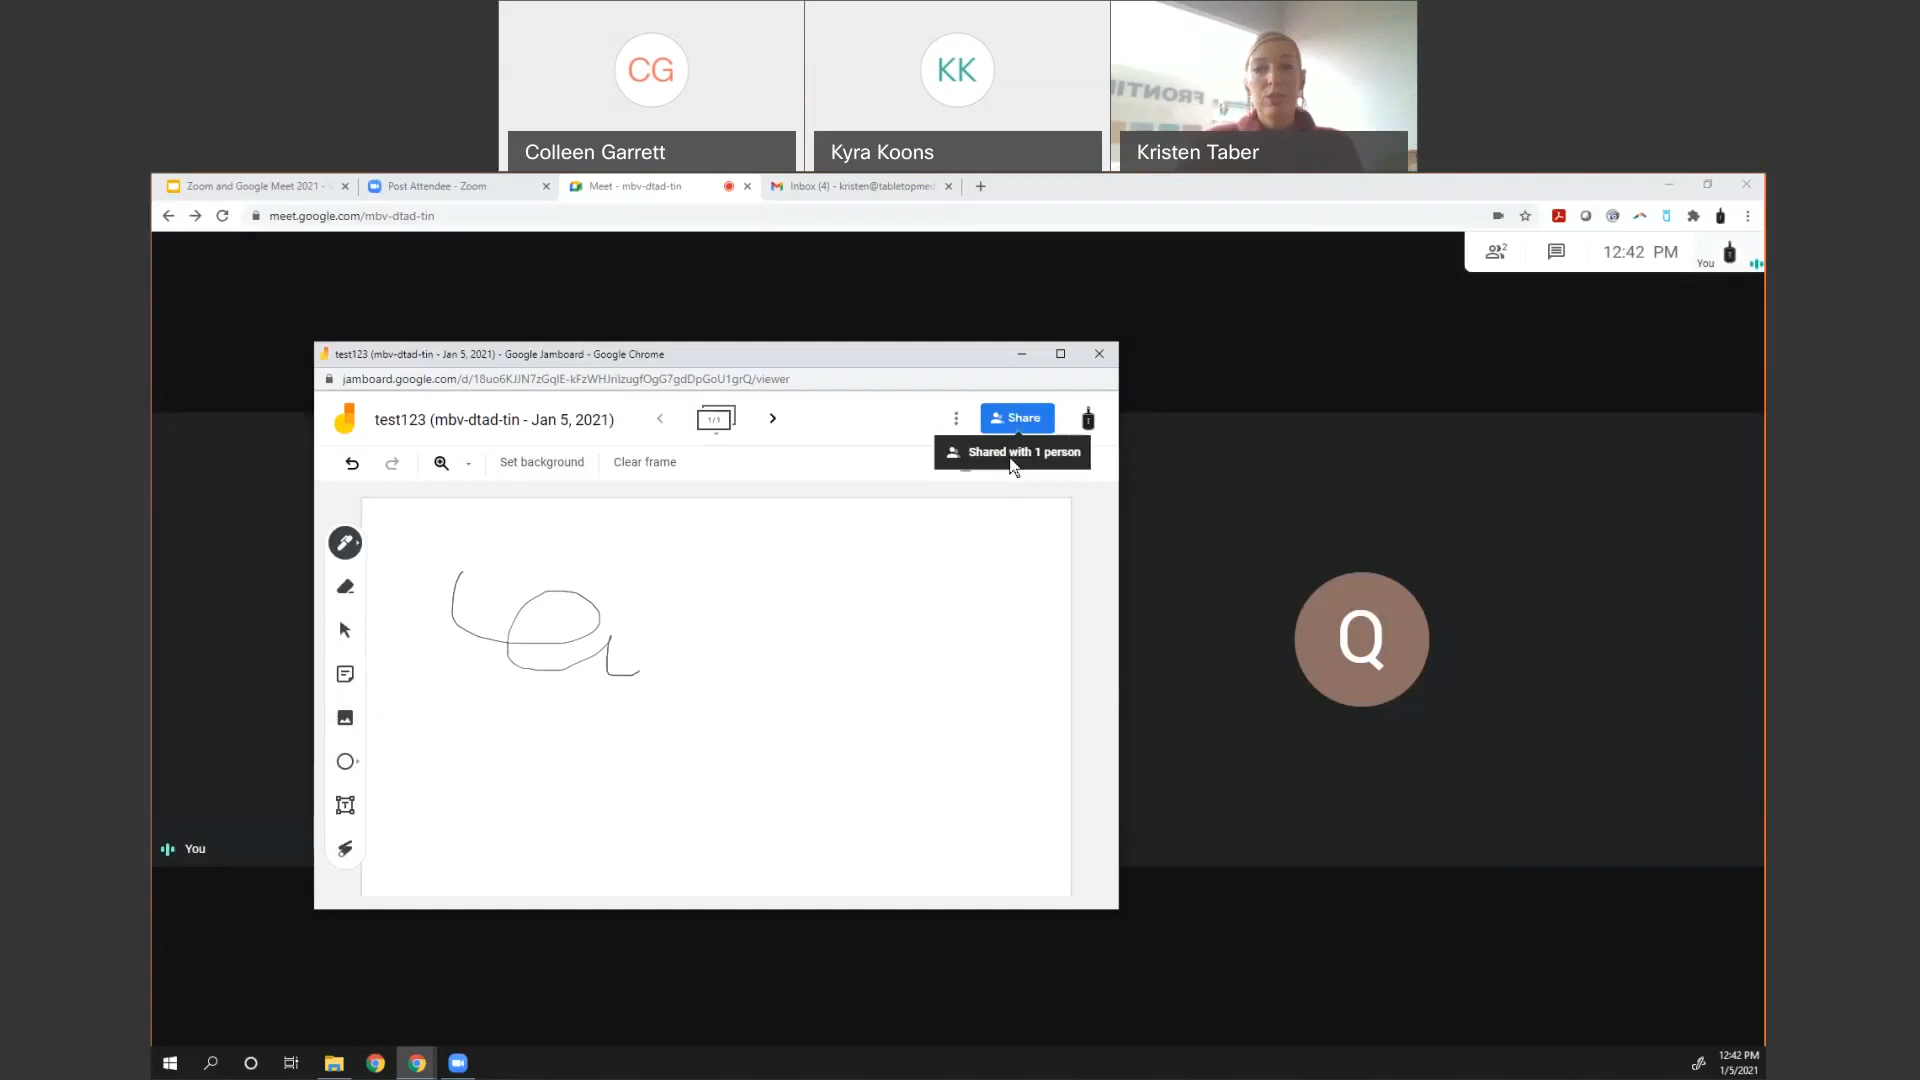 CG
KK
FRONTI
Colleen Garrett
Kyra Koons
Kristen Taber
Zoom and Google Meet 2021 -
Post Attendee - Zoom
Meet - mbv-dtad-tin
Inbox (4) - kristen@tabletopmed
meet.google.com/mbv-dtad-tin
2
12:42 PM
You
test123 (mbv-dtad-tin - Jan 5, 2021) - Google Jamboard - Google Chrome
jamboard.google.com/d/18uo6KJJN7zGqlE-kFzWHJrilzugfOgG7gdDpGoU1grQ/viewer
test123 (mbv-dtad-tin - Jan 5, 2021)
1/1
Share
Shared with 1 person
Set background
Clear frame
Q
You
12:42 PM
1/5/2021